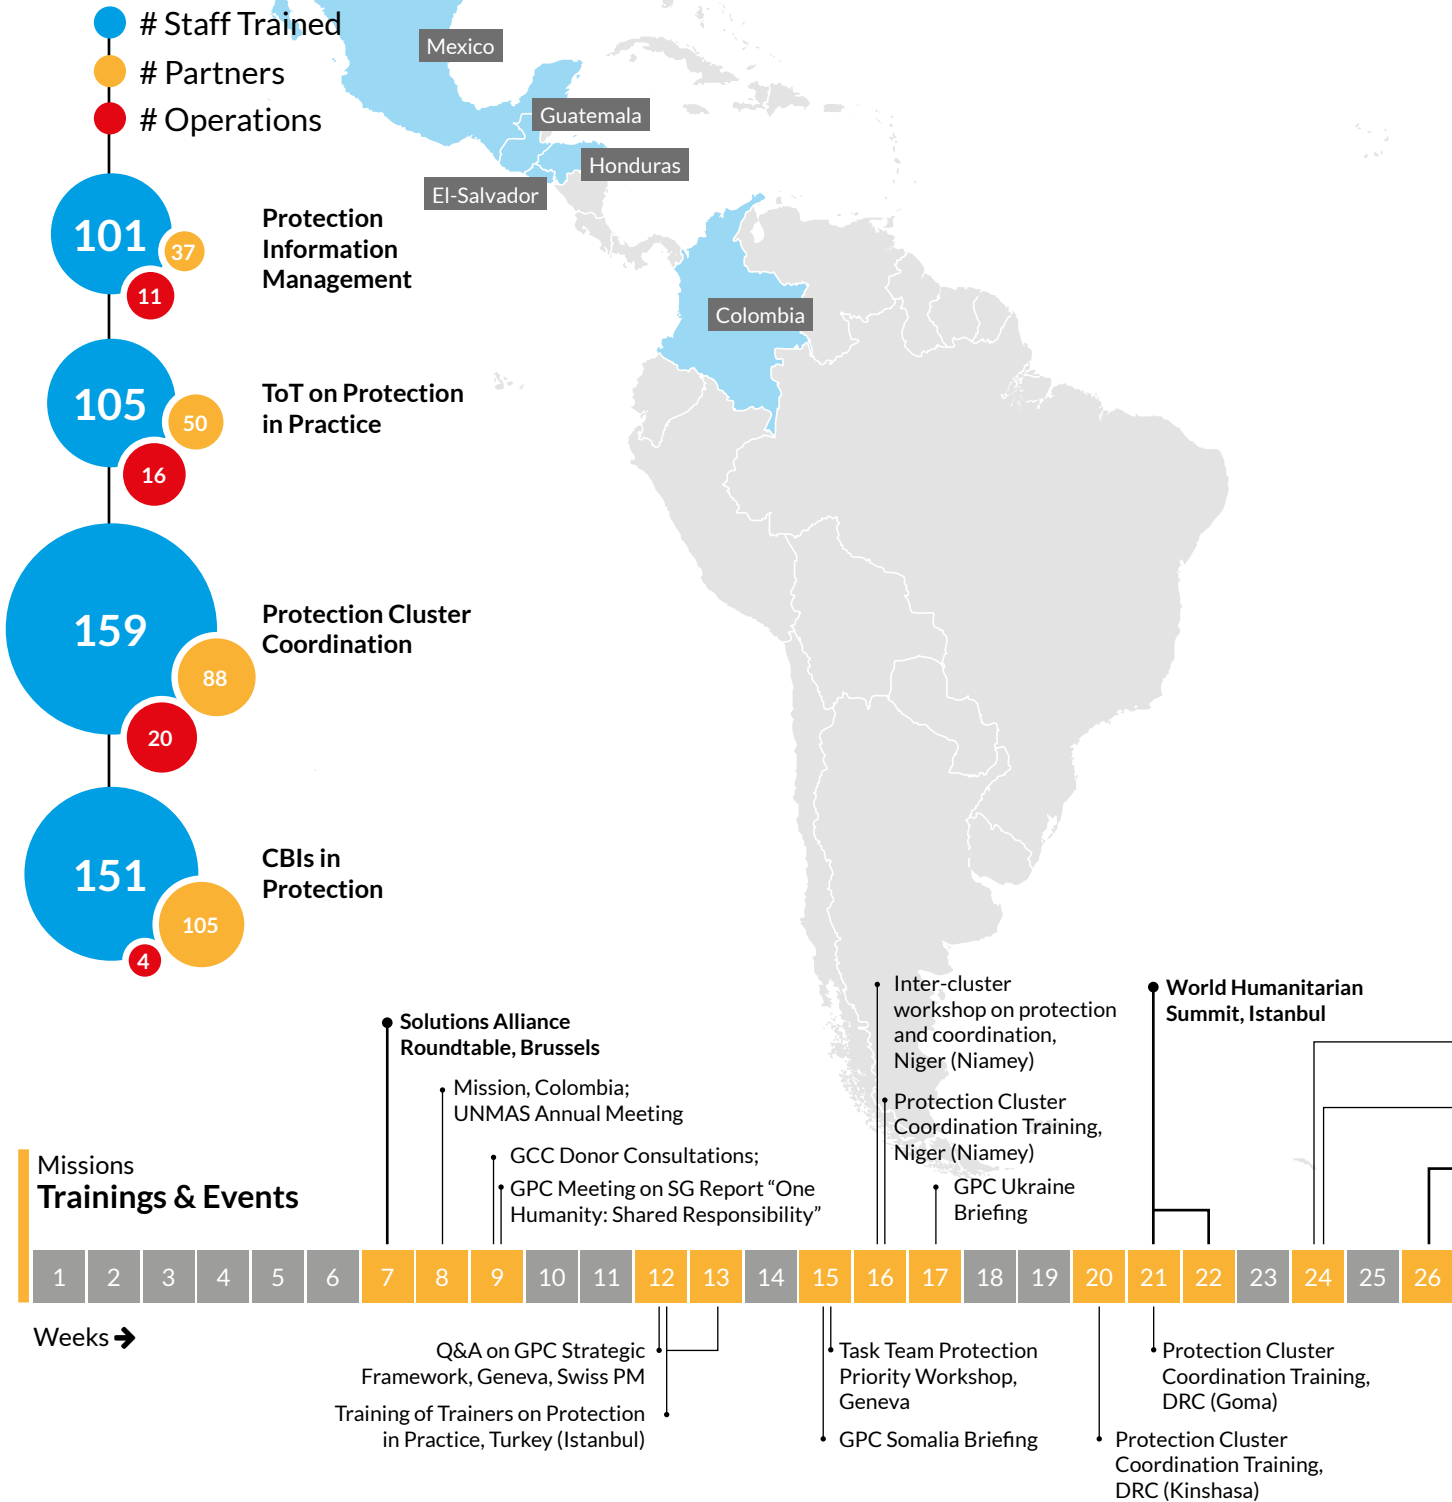 # Staff Trained
# Partners
# Operations
Mexico
Guatemala
Honduras
El-Salvador
Colombia
101
37
11
Protection
Information
Management
105
50
16
ToT on Protection
in Practice
159
88
20
Protection Cluster
Coordination
151
105
4
CBIs in
Protection
Solutions Alliance
Roundtable, Brussels
Mission, Colombia;
UNMAS Annual Meeting
GCC Donor Consultations;
GPC Meeting on SG Report “One
Humanity: Shared Responsibility”
Inter-cluster
workshop on protection
and coordination,
Niger (Niamey)
Protection Cluster
Coordination Training,
Niger (Niamey)
GPC Ukraine
Briefing
World Humanitarian
Summit, Istanbul
Missions
Trainings & Events
1 2 3 4 5 6 7 8 9 10 11 12 13 14 15 16 17 18 19 20 21 22 23 24 25 26
Weeks
Q&A on GPC Strategic
Framework, Geneva, Swiss PM
Training of Trainers on Protection
in Practice, Turkey (Istanbul)
Task Team Protection
Priority Workshop,
Geneva
GPC Somalia Briefing
Protection Cluster
Coordination Training,
DRC (Goma)
Protection Cluster
Coordination Training,
DRC (Kinshasa)